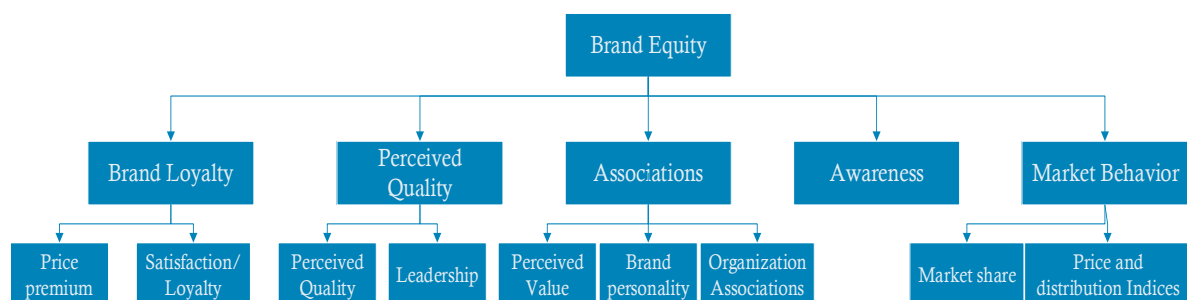 Brand Equity
Brand Loyalty
Perceived
Quality
Associations
Awareness
Market Behavior
Price
premium
Satisfaction/
Loyalty
Perceived
Quality
Leadership
Perceived
Value
Brand
personality
Organization
Associations
Market share
Price and
distribution Indices